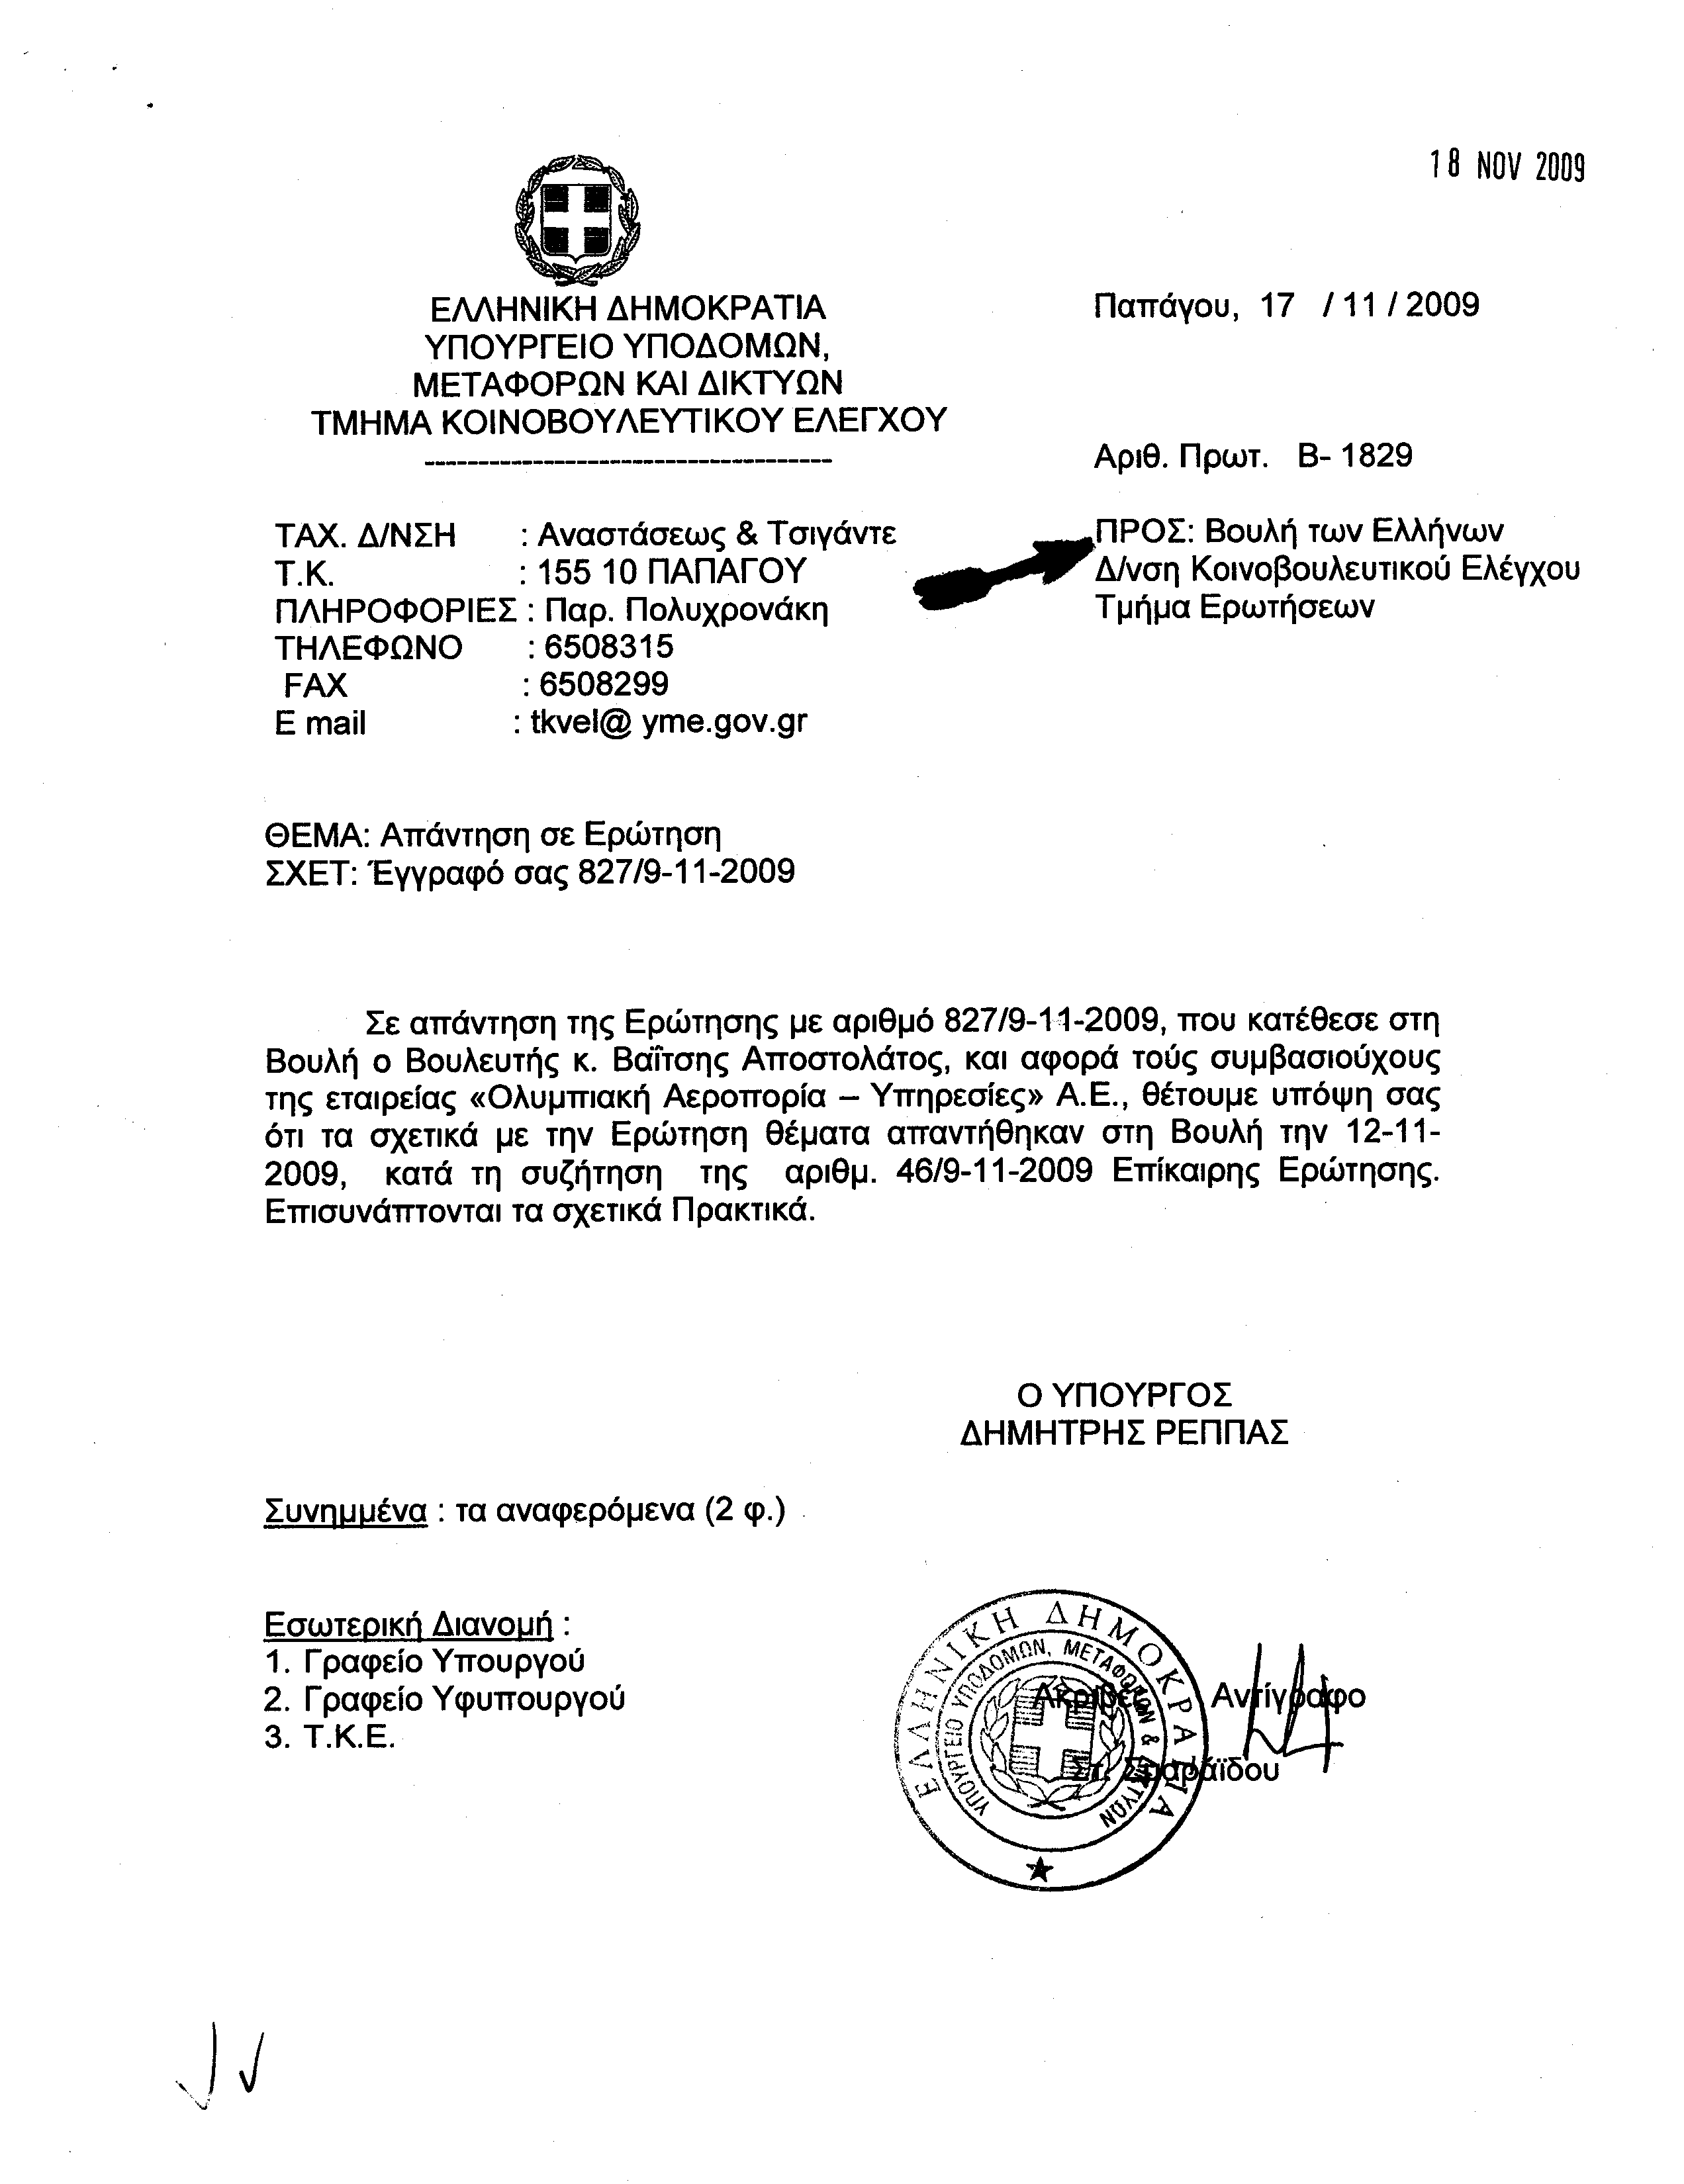 18 NOV 2009
ΕΛΛΗΝΙΚΗ ΔΗΜΟΚΡΑΤΙΑ
ΥΠΟΥΡΓΕΙΟ ΥΠΟΔΟΜΩΝ,
ΜΕΤΑΦΟΡΩΝ ΚΑΙ ΔΙΚΤΥΩΝ
ΤΜΗΜΑ ΚΟΙΝΟΒΟΥΛΕΥΤΙΚΟΥ ΕΛΕΓΧΟΥ
-------------------------------------
Παπάγου, 17 / 11 / 2009
Αριθ. Πρωτ. Β- 1829
ΤΑΧ. Δ/ΝΣΗ : Αναστάσεως & Τσιγάντε
Τ.Κ. : 155 10 ΠΑΠΑΓΟΥ
ΠΛΗΡΟΦΟΡΙΕΣ : Παρ. Πολυχρονάκη
ΤΗΛΕΦΩΝΟ : 6508315
FAX : 6508299
E mail : tkvel@ yme.gov.gr
ΠΡΟΣ: Βουλή των Ελλήνων
Δ/νση Κοινοβουλευτικού Ελέγχου
Τμήμα Ερωτήσεων
ΘΕΜΑ: Απάντηση σε Ερώτηση
ΣΧΕΤ: Έγγραφό σας 827/9-11-2009
Σε απάντηση της Ερώτησης με αριθμό 827/9-11-2009, που κατέθεσε στη
Βουλή ο Βουλευτής κ. Βαΐτσης Αποστολάτος, και αφορά τούς συμβασιούχους
της εταιρείας «Ολυμπιακή Αεροπορία – Υπηρεσίες» Α.Ε., θέτουμε υπόψη σας
ότι τα σχετικά με την Ερώτηση θέματα απαντήθηκαν στη Βουλή την 12-11-
2009, κατά τη συζήτηση της αριθμ. 46/9-11-2009 Επίκαιρης Ερώτησης.
Επισυνάπτονται τα σχετικά Πρακτικά.
Ο ΥΠΟΥΡΓΟΣ
ΔΗΜΗΤΡΗΣ ΡΕΠΠΑΣ
Συνημμένα : τα αναφερόμενα (2 φ.)
Εσωτερική Διανομή :
1. Γραφείο Υπουργού
2. Γραφείο Υφυπουργού
3. Τ.Κ.Ε.
ΕΛΛΗΝΙΚΗ ΔΗΜΟΚΡΑΤΙΑ
ΥΠΟΥΡΓΕΙΟ ΥΠΟΔΟΜΩΝ, ΜΕΤΑΦΟΡΩΝ & ΔΙΚΤΥΩΝ
Ακριβές Αντίγραφο
Στ. Σπαράϊδου